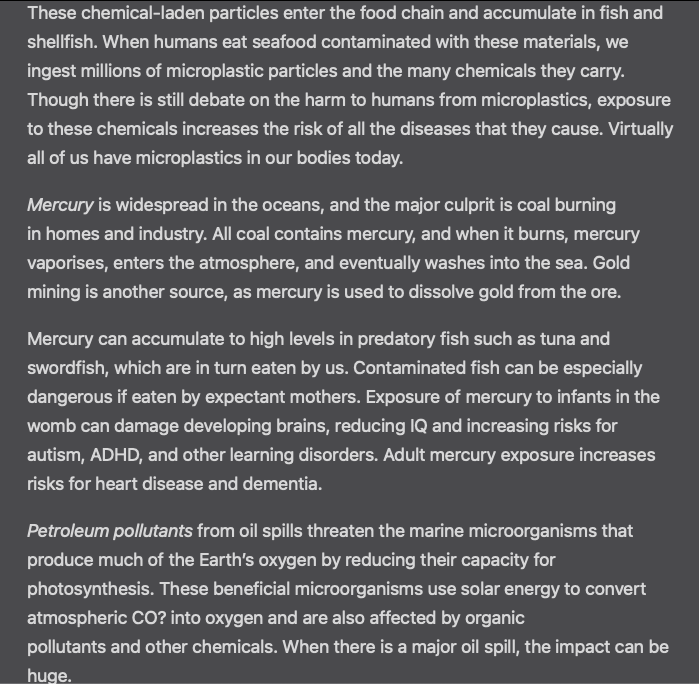 These chemical-laden particles enter the food chain and accumulate in fish and
shellfish. When humans eat seafood contaminated with these materials, we
ingest millions of microplastic particles and the many chemicals they carry.
Though there is still debate on the harm to humans from microplastics, exposure
to these chemicals increases the risk of all the diseases that they cause. Virtually
all of us have microplastics in our bodies today.
Mercury is widespread in the oceans, and the major culprit is coal burning
in homes and industry. All coal contains mercury, and when it burns, mercury
vaporises, enters the atmosphere, and eventually washes into the sea. Gold
mining is another source, as mercury is used to dissolve gold from the ore.
Mercury can accumulate to high levels in predatory fish such as tuna and
swordfish, which are in turn eaten by us. Contaminated fish can be especially
dangerous if eaten by expectant mothers. Exposure of mercury to infants in the
womb can damage developing brains, reducing IQ and increasing risks for
autism, ADHD, and other learning disorders. Adult mercury exposure increases
risks for heart disease and dementia.
Petroleum pollutants from oil spills threaten the marine microorganisms that
produce much of the Earth’s oxygen by reducing their capacity for
photosynthesis. These beneficial microorganisms use solar energy to convert
atmospheric CO? into oxygen and are also affected by organic
pollutants and other chemicals. When there is a major oil spill, the impact can be
huge.